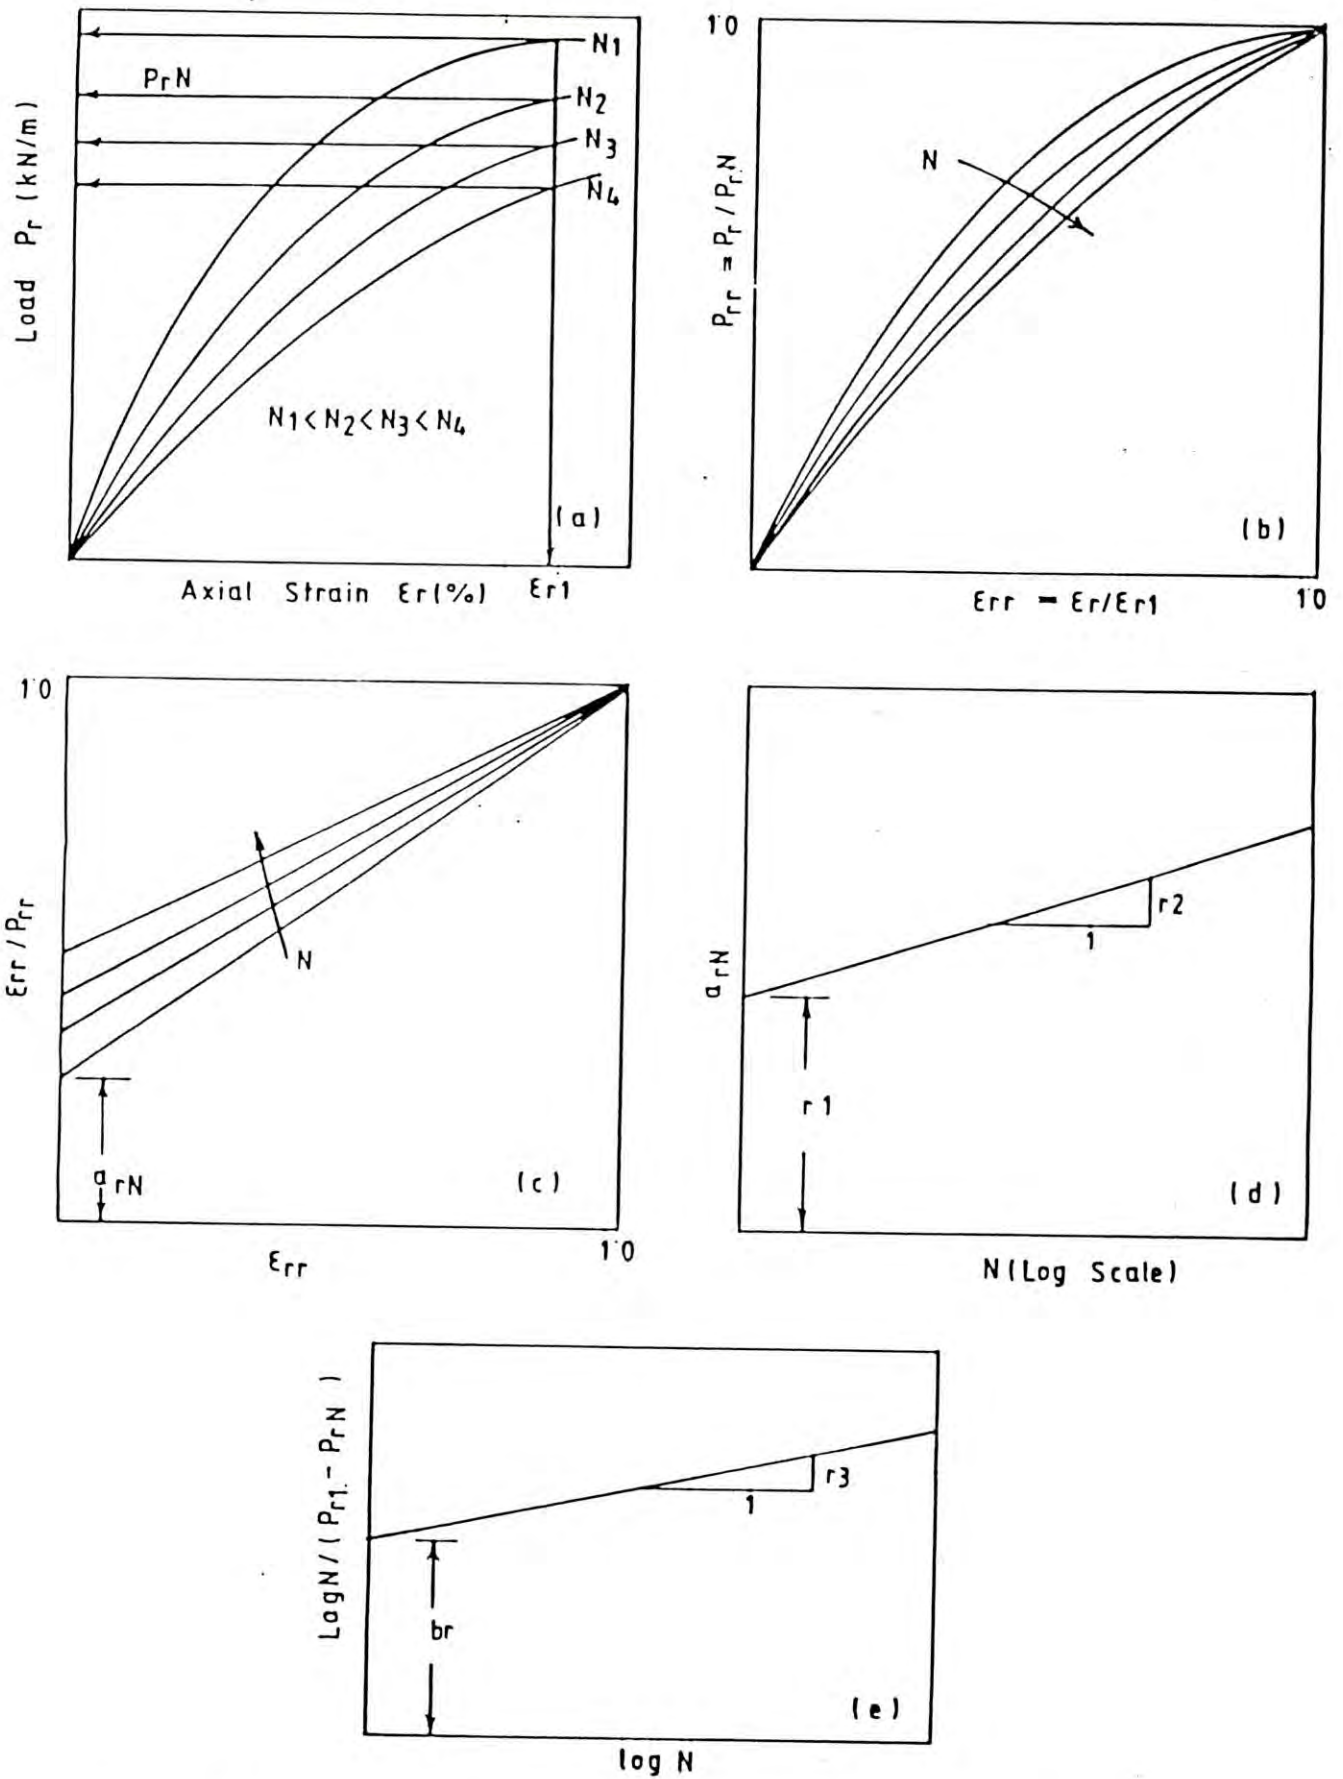 Load Pr (kN/m)
PrN
N1
N2
N3
N4
N1<N2<N3<N4
(a)
Axial Strain Er(%) Er1
1·0
Prr = Pr/PrN
N
(b)
Err = Er/Er1
1·0
1·0
Err/Prr
N
arN
(c)
Err
1·0
arN
r2
1
r1
(d)
N(Log Scale)
LogN/(Pr1-PrN)
r3
1
br
(e)
log N